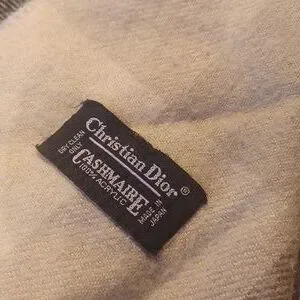 DRY CLEAN
ONLY
Christian Dior®
CASHMAIRE
100% ACRYLIC
MADE IN
JAPAN